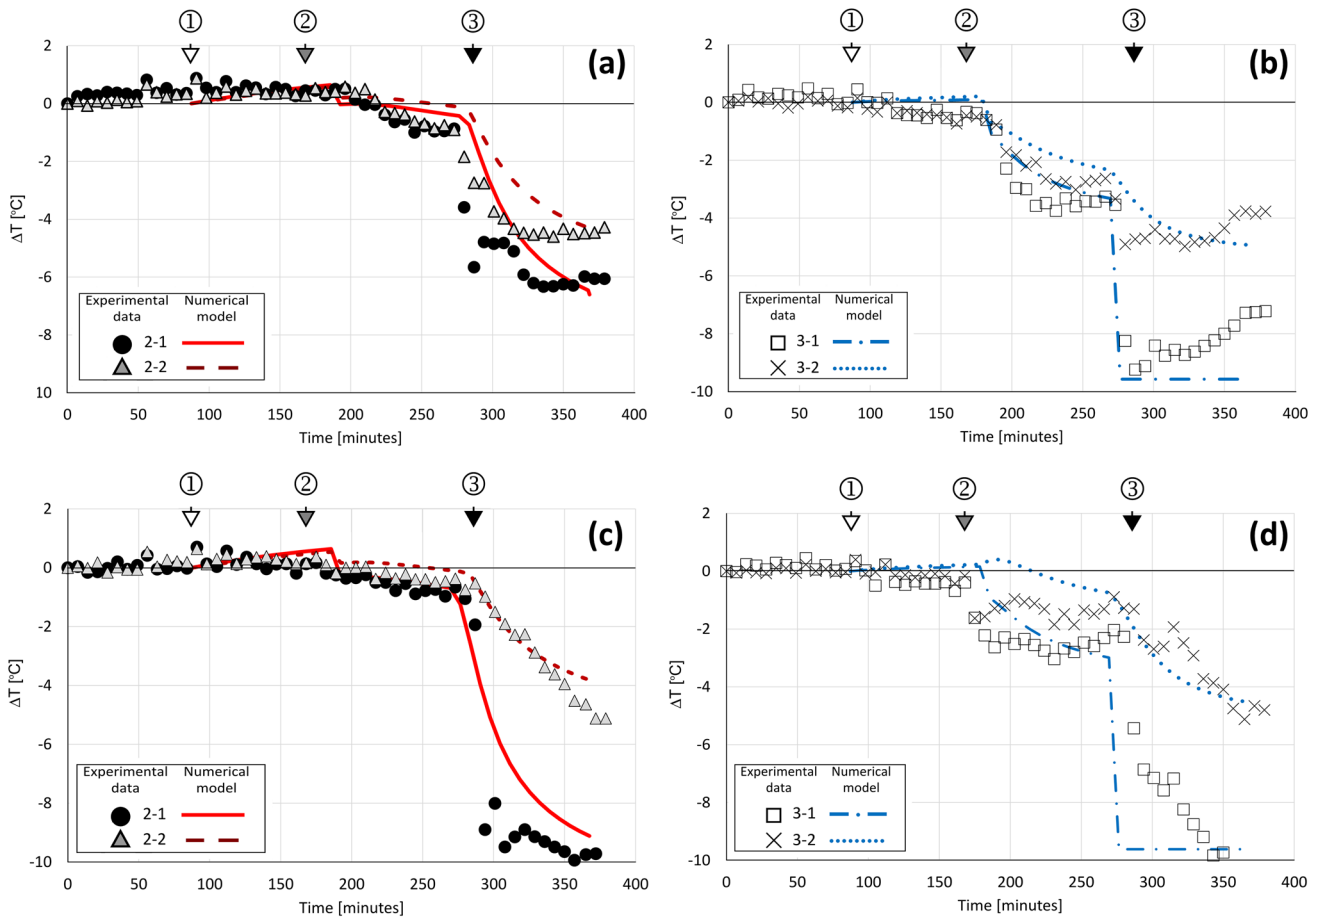 ① ② ③
(a)
2
0
-2
-4
-6
-8
10
0 50 100 150 200 250 300 350 400
ΔT [°C]
Time [minutes]
Experimental data Numerical model
2-1
2-2
① ② ③
(b)
2
0
-2
-4
-6
-8
-10
0 50 100 150 200 250 300 350 400
ΔT [°C]
Time [minutes]
Experimental data Numerical model
3-1
3-2
① ② ③
(c)
2
0
-2
-4
-6
-8
-10
0 50 100 150 200 250 300 350 400
ΔT [°C]
Time [minutes]
Experimental data Numerical model
2-1
2-2
① ② ③
(d)
2
0
-2
-4
-6
-8
-10
0 50 100 150 200 250 300 350 400
ΔT [°C]
Time [minutes]
Experimental data Numerical model
3-1
3-2